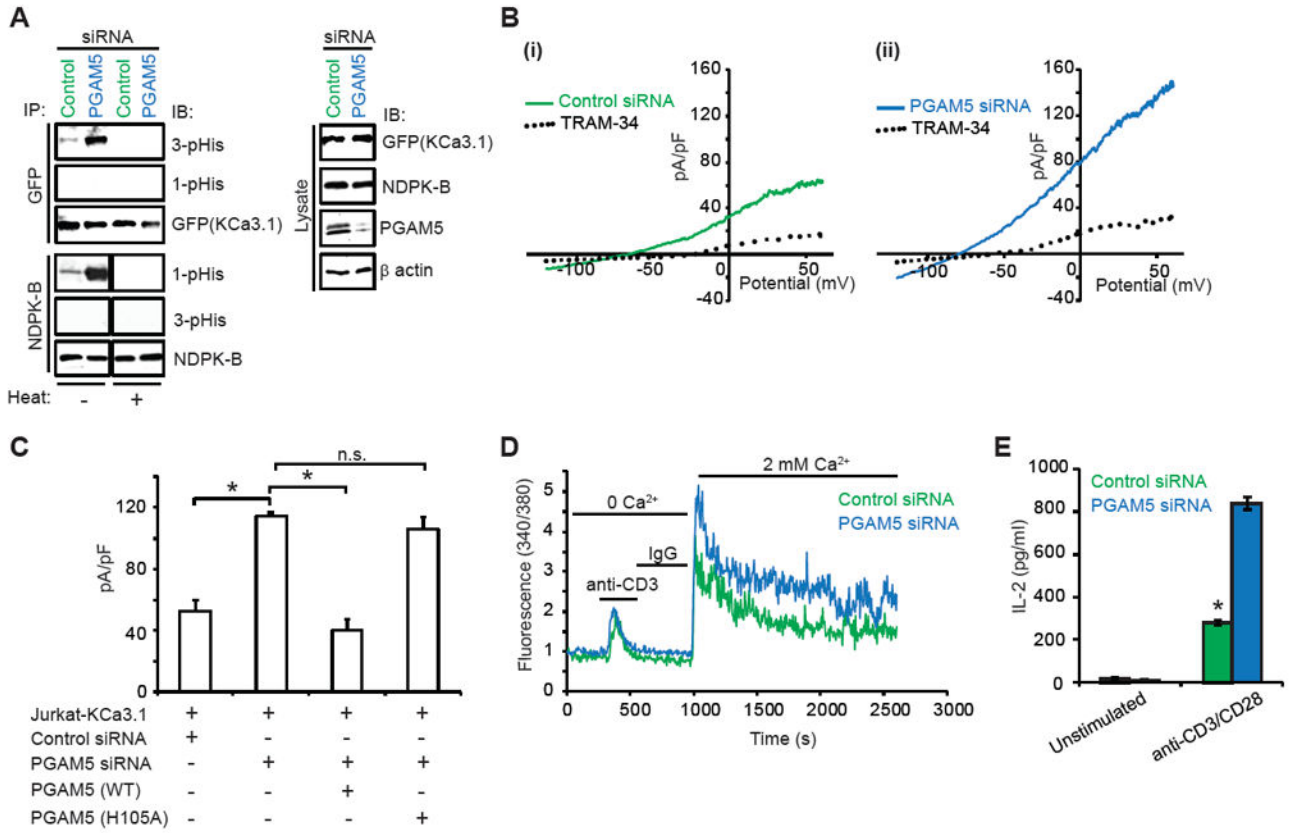 A
siRNA
Control
PGAM5
Control
PGAM5
IP:
IB:
GFP
3-pHis
1-pHis
GFP(KCa3.1)
NDPK-B
1-pHis
3-pHis
NDPK-B
Heat:
-
+
siRNA
Control
PGAM5
IB:
Lysate
GFP(KCa3.1)
NDPK-B
PGAM5
β actin
B
(i)
Control siRNA
TRAM-34
pA/pF
160
120
80
40
-40
-100
-50
0
50
Potential (mV)
(ii)
PGAM5 siRNA
TRAM-34
pA/pF
160
120
80
40
-40
-100
-50
0
50
Potential (mV)
C
n.s.
*
*
pA/pF
120
80
40
0
Jurkat-KCa3.1 + + + +
Control siRNA + - - -
PGAM5 siRNA - + + +
PGAM5 (WT) - - + -
PGAM5 (H105A) - - - +
D
2 mM Ca²⁺
0 Ca²⁺
Control siRNA
PGAM5 siRNA
IgG
anti-CD3
Fluorescence (340/380)
5
4
3
2
1
0
0 500 1000 1500 2000 2500 3000
Time (s)
E
Control siRNA
PGAM5 siRNA
IL-2 (pg/ml)
1000
800
600
400
200
0
*
Unstimulated
anti-CD3/CD28